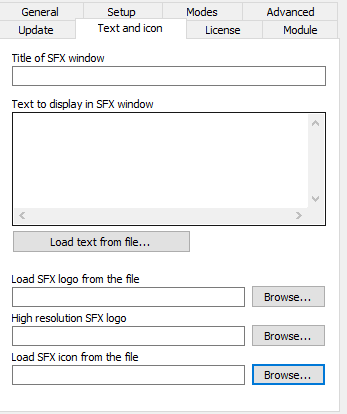 General Setup Modes Advanced
Update Text and icon License Module
Title of SFX window
Text to display in SFX window
Load text from file...
Load SFX logo from the file
Browse...
High resolution SFX logo
Browse...
Load SFX icon from the file
Browse...